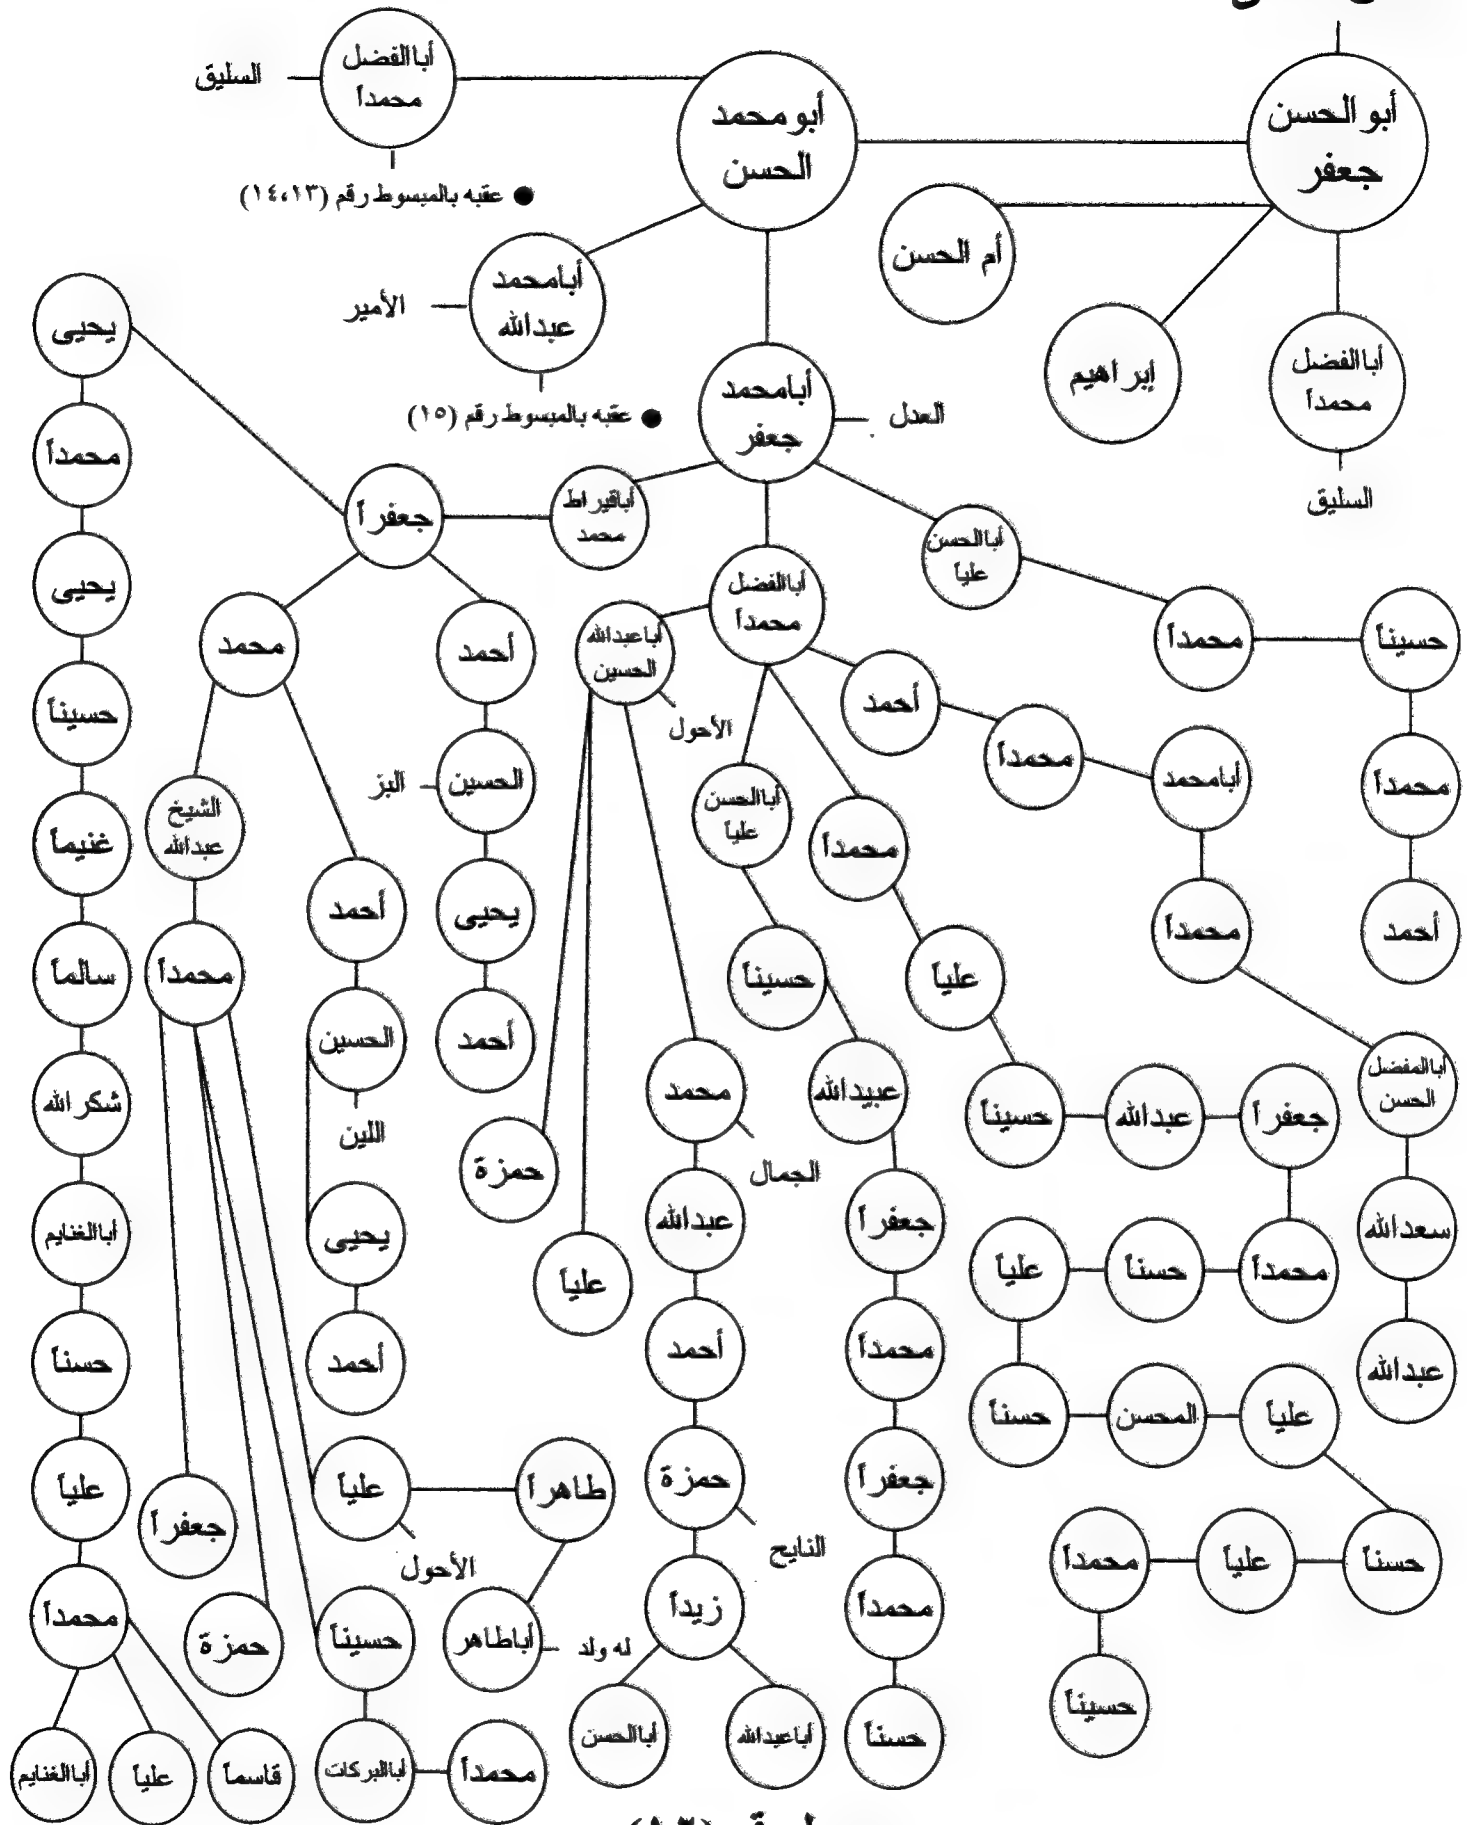 أبو الحسن
جعفر
أبو محمد
الحسن
أباالفضل
محمداً
السليق
● عقبه بالمبسوط رقم (١٤،١٣)
أم الحسن
إبراهيم
أباالفضل
محمداً
السليق
أبامحمد
عبدالله
الأمير
● عقبه بالمبسوط رقم (١٥)
أبامحمد
جعفر
العدل
أباالحسن
علياً
محمداً
حسيناً
محمداً
أحمد
أباالفضل
محمداً
أحمد
محمداً
أبامحمد
محمداً
أباالمفضل
الحسن
سعدالله
عبدالله
محمداً
علياً
حسيناً
عبدالله
جعفراً
محمداً
حسناً
علياً
حسناً
المحسن
علياً
حسناً
علياً
محمداً
حسيناً
أباالحسن
علياً
حسيناً
عبيدالله
جعفراً
محمداً
جعفراً
محمداً
حسناً
أباعبدالله
الحسين
الأحول
محمد
الجمال
عبدالله
أحمد
حمزة
النايح
زيداً
أباعبدالله
أباالحسن
علياً
حمزة
أباقيراط
محمد
جعفراً
أحمد
الحسين
البز
يحيى
أحمد
محمد
أحمد
الحسين
اللين
يحيى
أحمد
الشيخ
عبدالله
محمداً
علياً
الأحول
طاهراً
أباطاهر
له ولد
حسيناً
أباالبركات
محمداً
حمزة
جعفراً
يحيى
محمداً
يحيى
حسيناً
غنيماً
سالماً
شكرالله
أباالغنايم
حسناً
علياً
محمداً
قاسماً
علياً
أباالغنايم